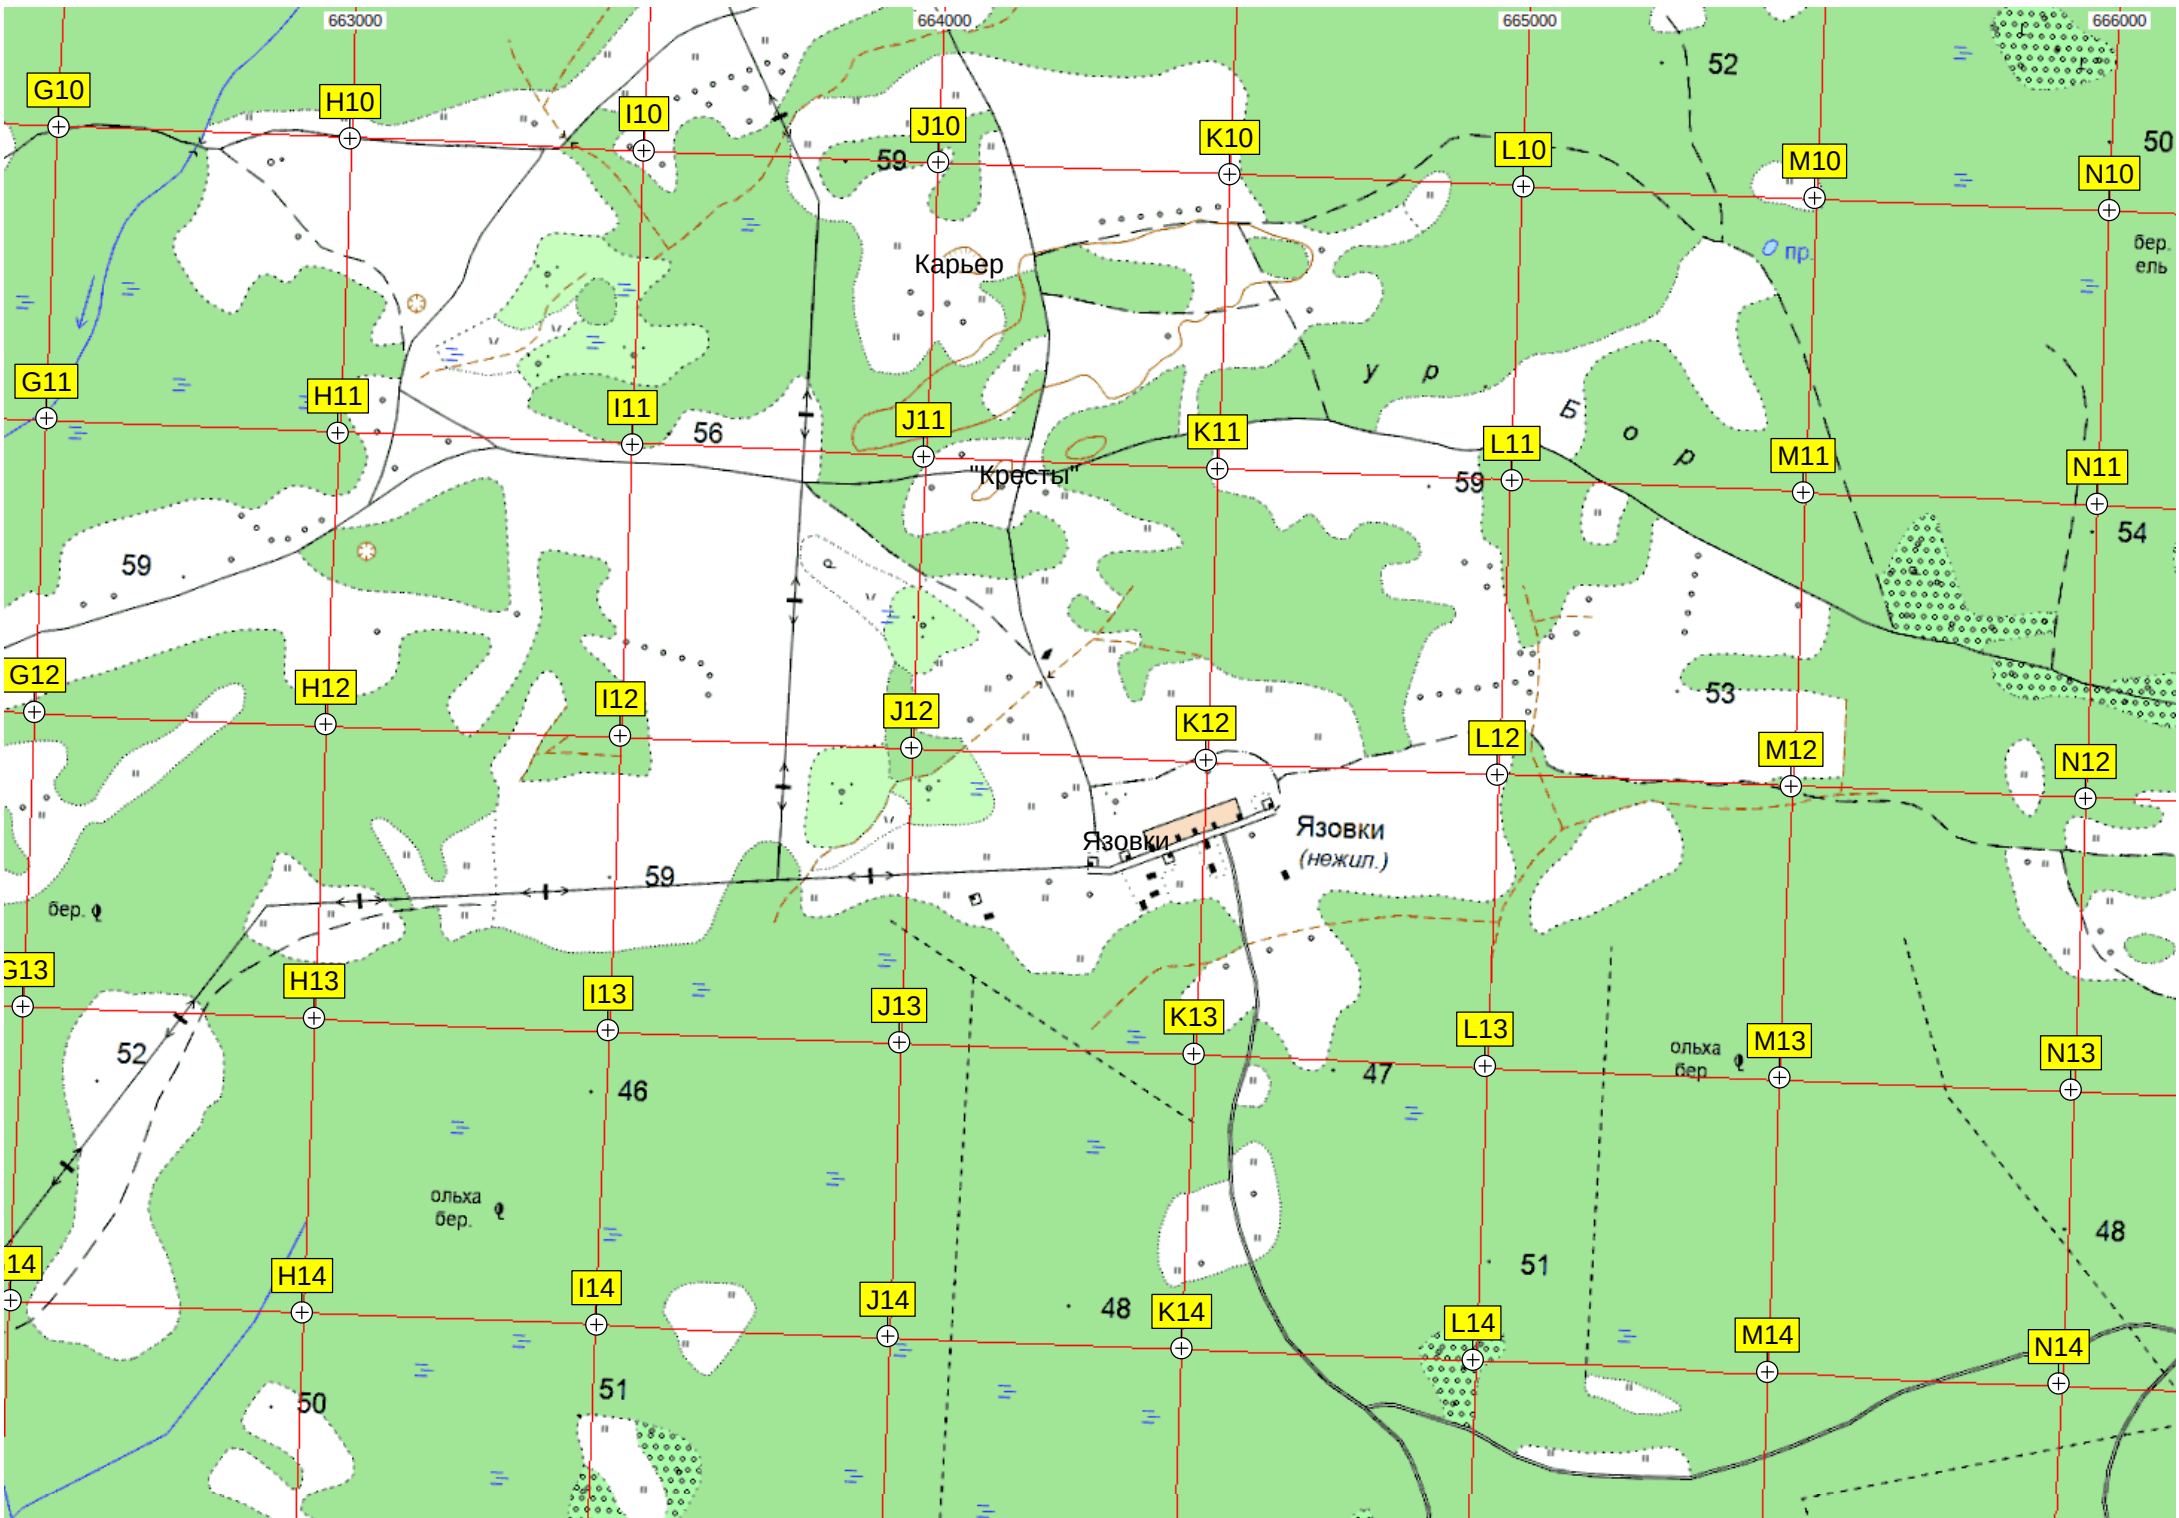 663000 664000 665000 666000
52
G10 H10 I10 J10 K10 L10 M10 N10
50
59
Карьер
О пр.
бер.
ель
у р
Б о р
G11 H11 I11 J11 K11 L11 M11 N11
56
"Кресты"
59
54
59
G12 H12 I12 J12 K12 L12 M12 N12
53
Язовки
Язовки
(нежил.)
59
бер.
G13 H13 I13 J13 K13 L13 M13 N13
52
ольха
бер
47
46
ольха
бер.
48
51
14 H14 I14 J14 K14 L14 M14 N14
48
50
51